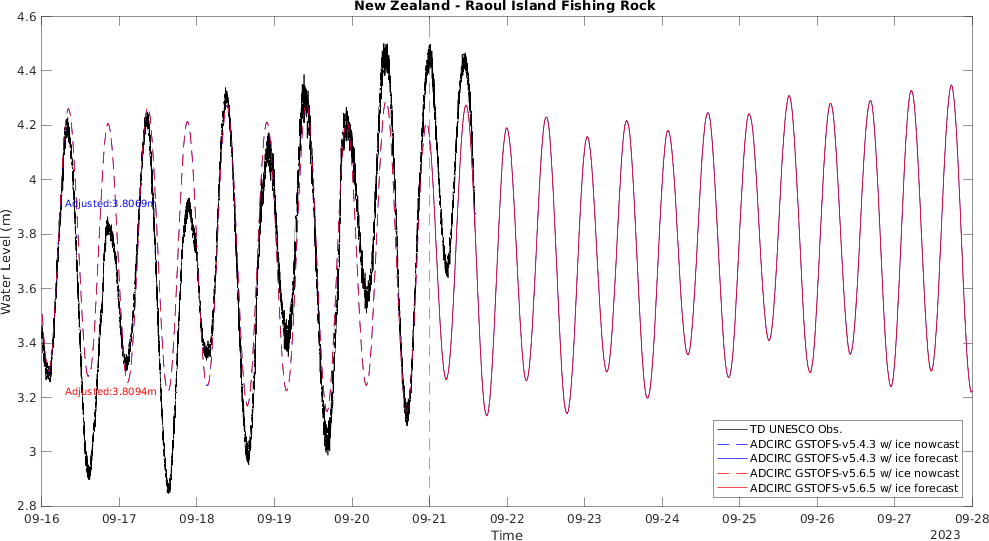 New Zealand - Raoul Island Fishing Rock
Water Level (m)
4.6
4.4
4.2
4
3.8
3.6
3.4
3.2
3
2.8
Adjusted:3.8069m
Adjusted:3.8094m
TD UNESCO Obs.
ADCIRC GSTOFS-v5.4.3 w/ ice nowcast
ADCIRC GSTOFS-v5.4.3 w/ ice forecast
ADCIRC GSTOFS-v5.6.5 w/ ice nowcast
ADCIRC GSTOFS-v5.6.5 w/ ice forecast
09-16 09-17 09-18 09-19 09-20 09-21 09-22 09-23 09-24 09-25 09-26 09-27 09-28
Time
2023